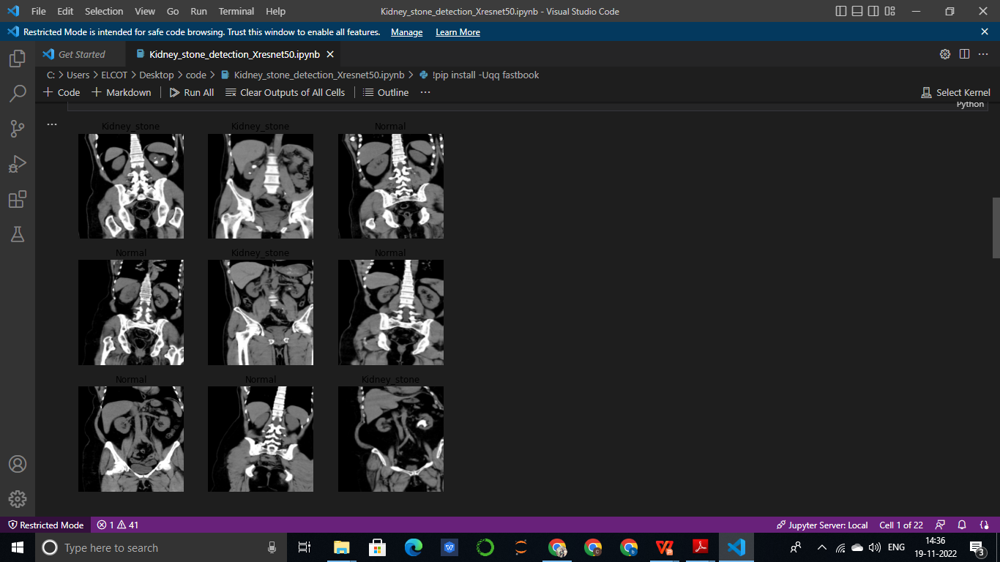 File Edit Selection View Go Run Terminal Help Kidney_stone_detection_Xresnet50.ipynb - Visual Studio Code
Restricted Mode is intended for safe code browsing. Trust this window to enable all features. Manage Learn More
Get Started Kidney_stone_detection_Xresnet50.ipynb
C: > Users > ELCOT > Desktop > code > Kidney_stone_detection_Xresnet50.ipynb > !pip install -Uqq fastbook
+ Code + Markdown Run All Clear Outputs of All Cells Outline ... Select Kernel
Python
Kidney_stone Kidney_stone Normal
Normal Kidney_stone Normal
Normal Normal Kidney_stone
Restricted Mode 1 41 Jupyter Server: Local Cell 1 of 22
Type here to search ENG 14:36
19-11-2022 3